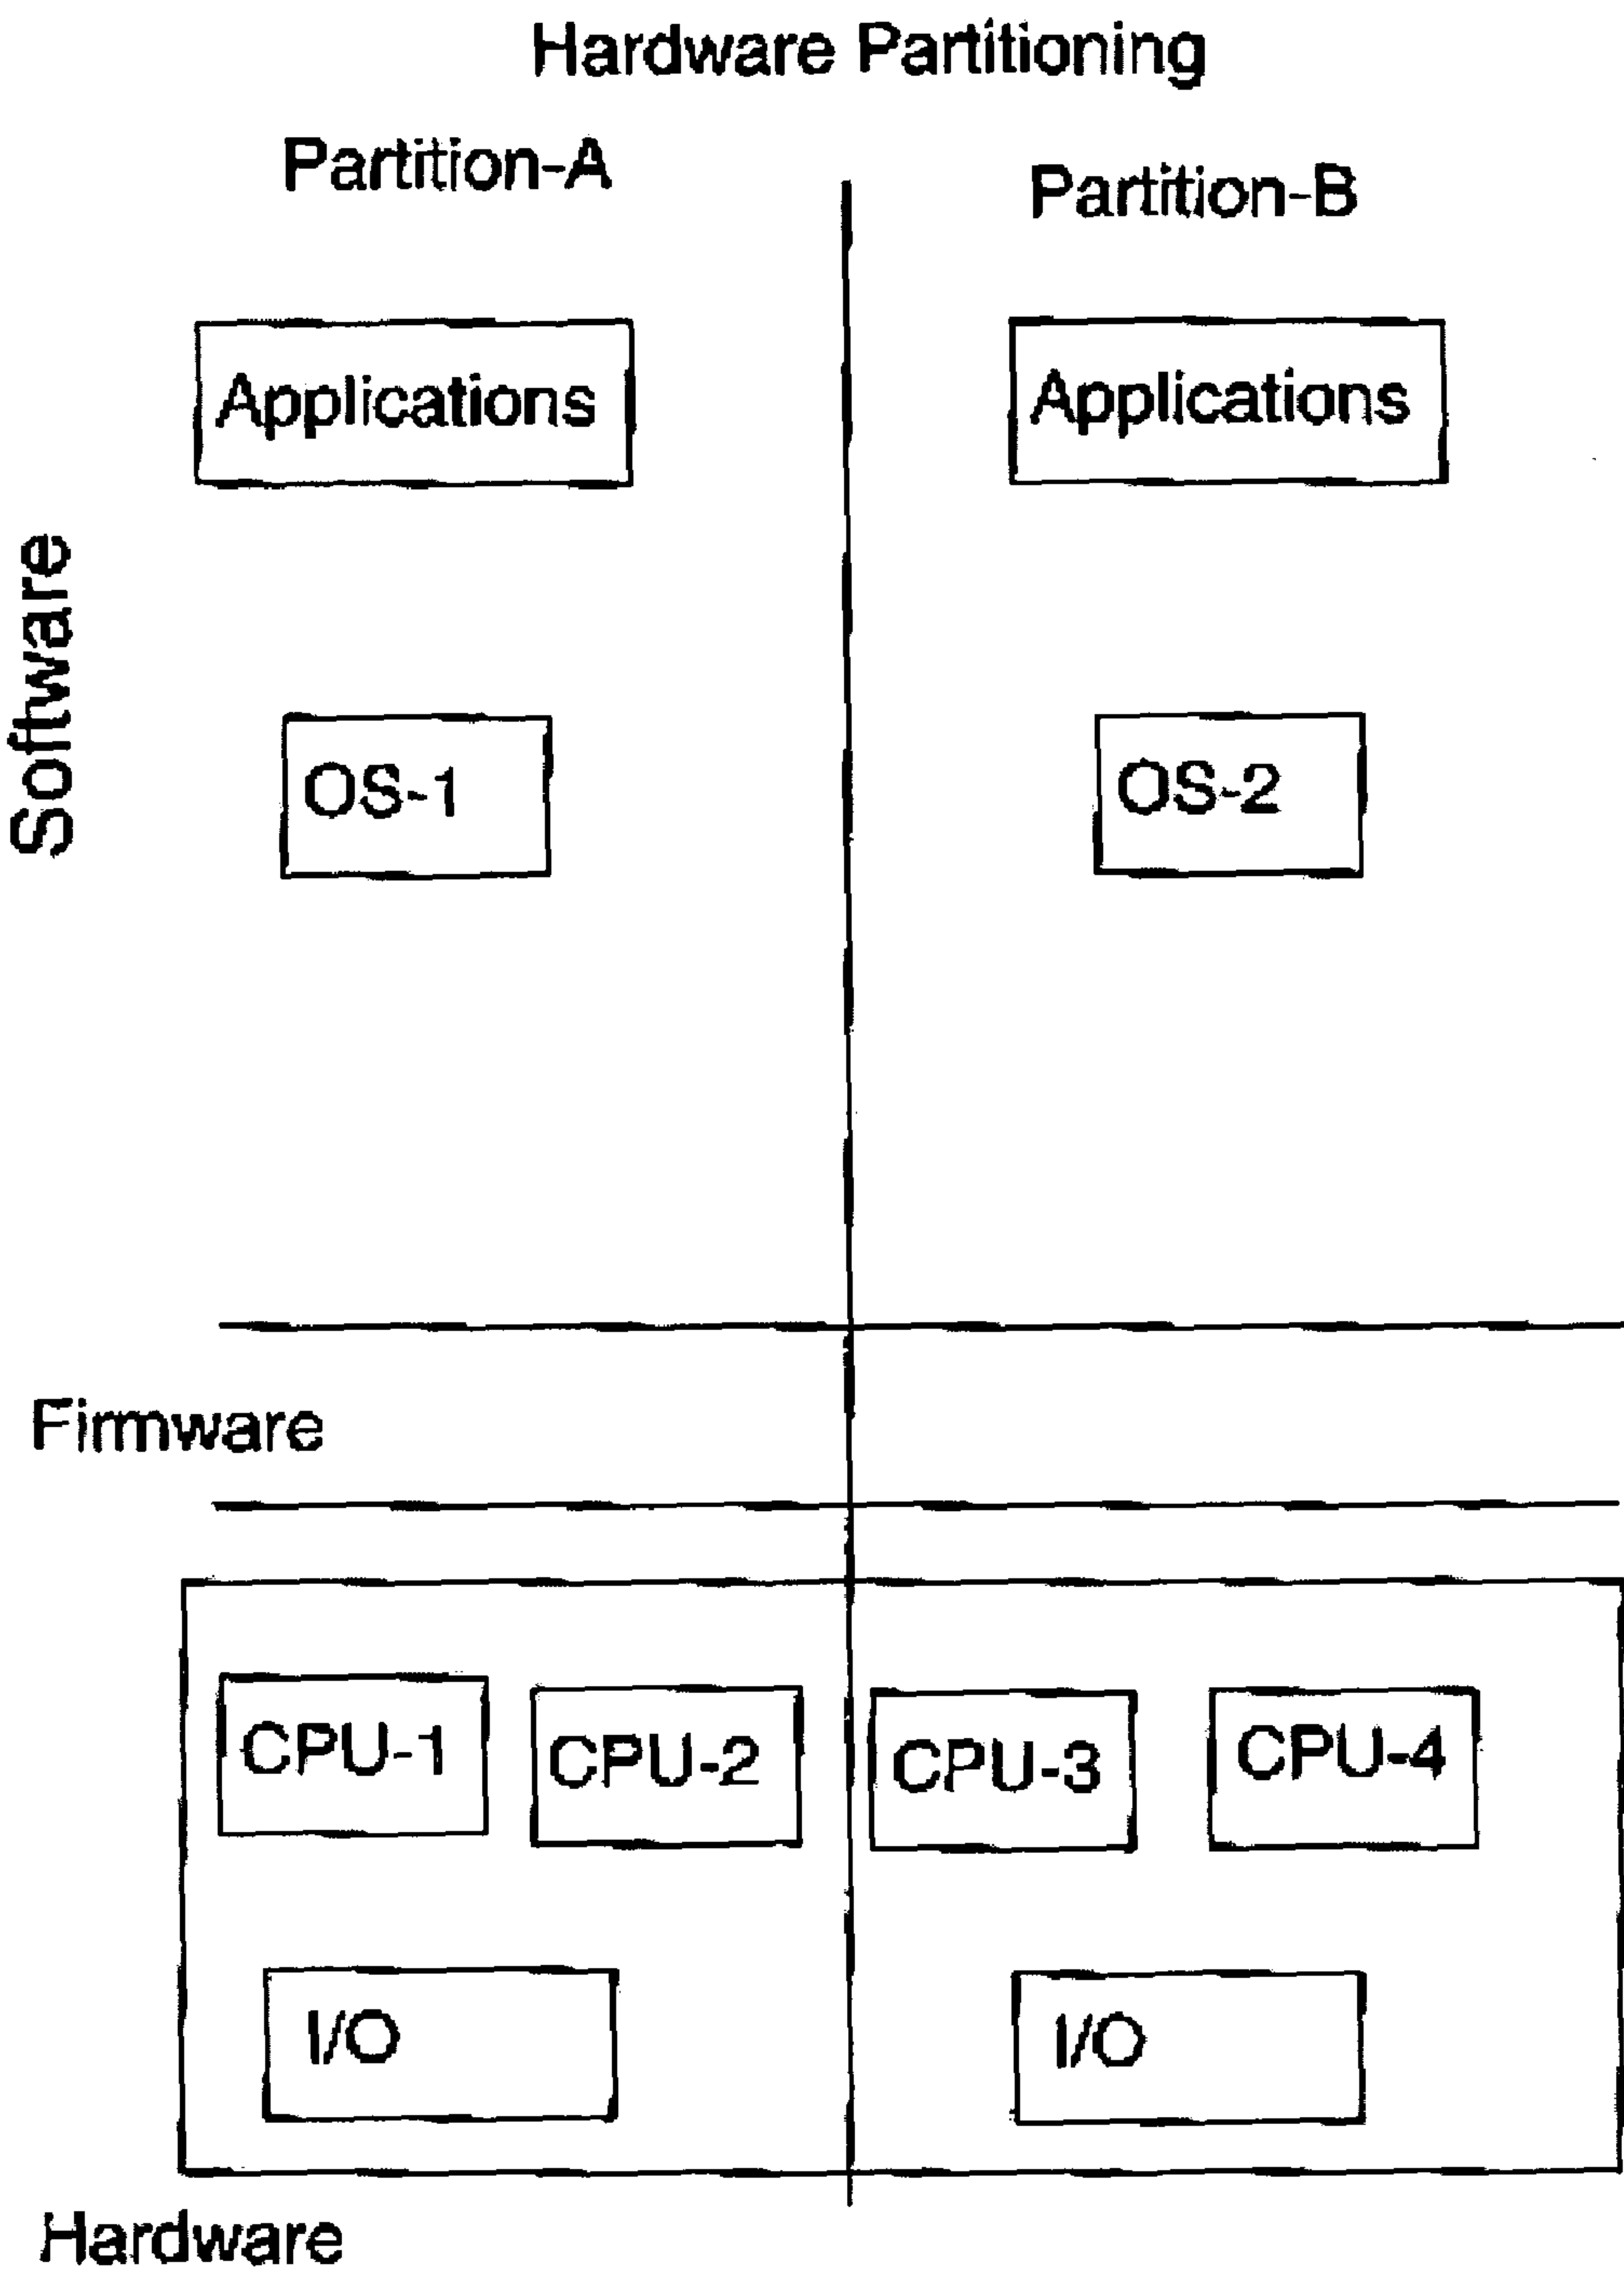 Hardware Partitioning
Partition-A
Partition-B
Applications
Applications
Software
OS-1
OS-2
Firmware
CPU-1
CPU-2
CPU-3
CPU-4
I/O
I/O
Hardware